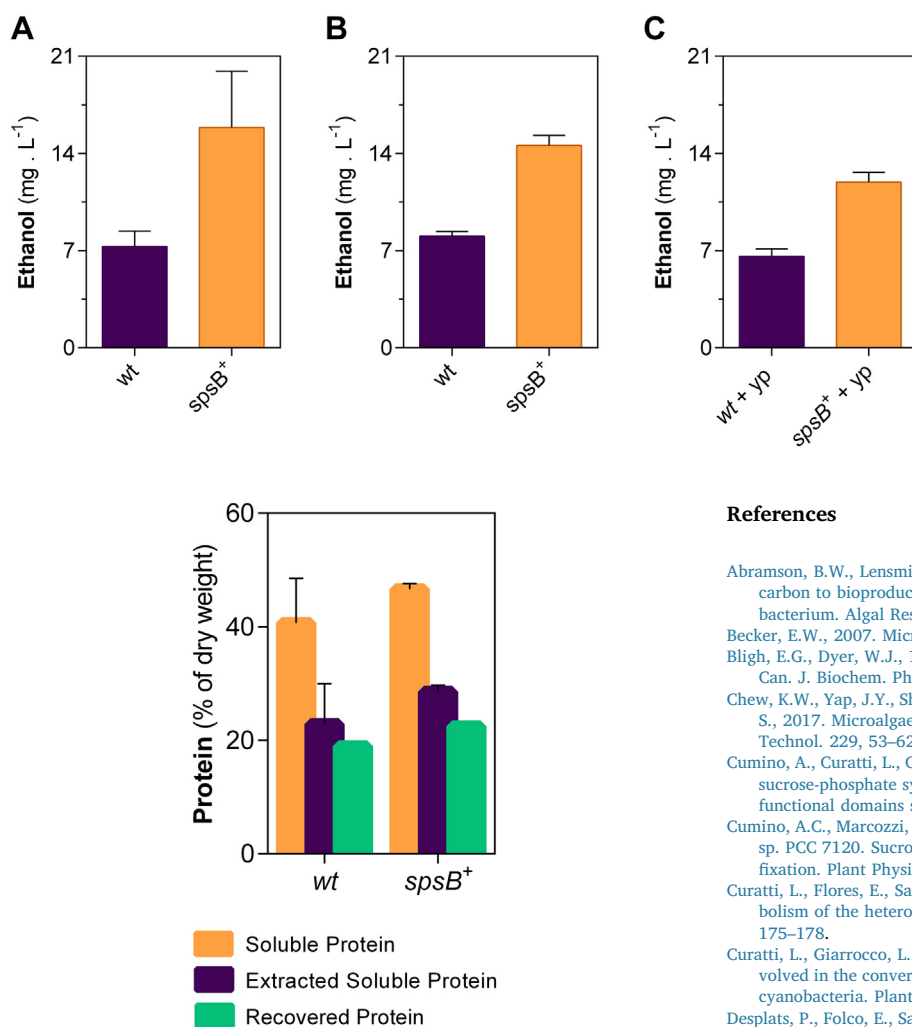 A
B
C
21
14
7
0
Ethanol (mg . L⁻¹)
wt
spsB⁺
21
14
7
0
Ethanol (mg . L⁻¹)
wt
spsB⁺
21
14
7
0
Ethanol (mg . L⁻¹)
wt + yp
spsB⁺ + yp
60
40
20
0
Protein (% of dry weight)
wt
spsB⁺
Soluble Protein
Extracted Soluble Protein
Recovered Protein
References
Abramson, B.W., Lensmi
carbon to bioproduc
bacterium. Algal Res
Becker, E.W., 2007. Micr
Bligh, E.G., Dyer, W.J.,
Can. J. Biochem. Ph
Chew, K.W., Yap, J.Y., Sh
S., 2017. Microalgae
Technol. 229, 53–62
Cumino, A., Curatti, L.,
sucrose-phosphate sy
functional domains s
Cumino, A.C., Marcozzi,
sp. PCC 7120. Sucro
fixation. Plant Physi
Curatti, L., Flores, E., Sa
bolism of the hetero
175–178.
Curatti, L., Giarrocco, L.
volved in the conver
cyanobacteria. Plant
Desplats, P., Folco, E., Sa